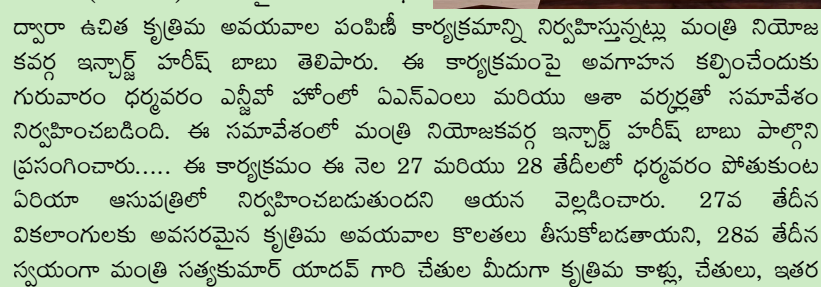 ద్వారా ఉచిత కృత్రిమ అవయవాల పంపిణీ కార్యక్రమాన్ని నిర్వహిస్తున్నట్లు మంత్రి నియోజ
కవర్గ ఇన్చార్జ్ హరీష్ బాబు తెలిపారు. ఈ కార్యక్రమంపై అవగాహన కల్పించేందుకు
గురువారం ధర్మవరం ఎన్జీవో హోంలో ఏఎన్ఎంలు మరియు ఆశా వర్కర్లతో సమావేశం
నిర్వహించబడింది. ఈ సమావేశంలో మంత్రి నియోజకవర్గ ఇన్చార్జ్ హరీష్ బాబు పాల్గొని
ప్రసంగించారు..... ఈ కార్యక్రమం ఈ నెల 27 మరియు 28 తేదీలలో ధర్మవరం పోతుకుంట
ఏరియా ఆసుపత్రిలో నిర్వహించబడుతుందని ఆయన వెల్లడించారు. 27వ తేదీన
వికలాంగులకు అవసరమైన కృత్రిమ అవయవాల కొలతలు తీసుకోబడతాయని, 28వ తేదీన
స్వయంగా మంత్రి సత్యకుమార్ యాదవ్ గారి చేతుల మీదుగా కృత్రిమ కాళ్లు, చేతులు, ఇతర